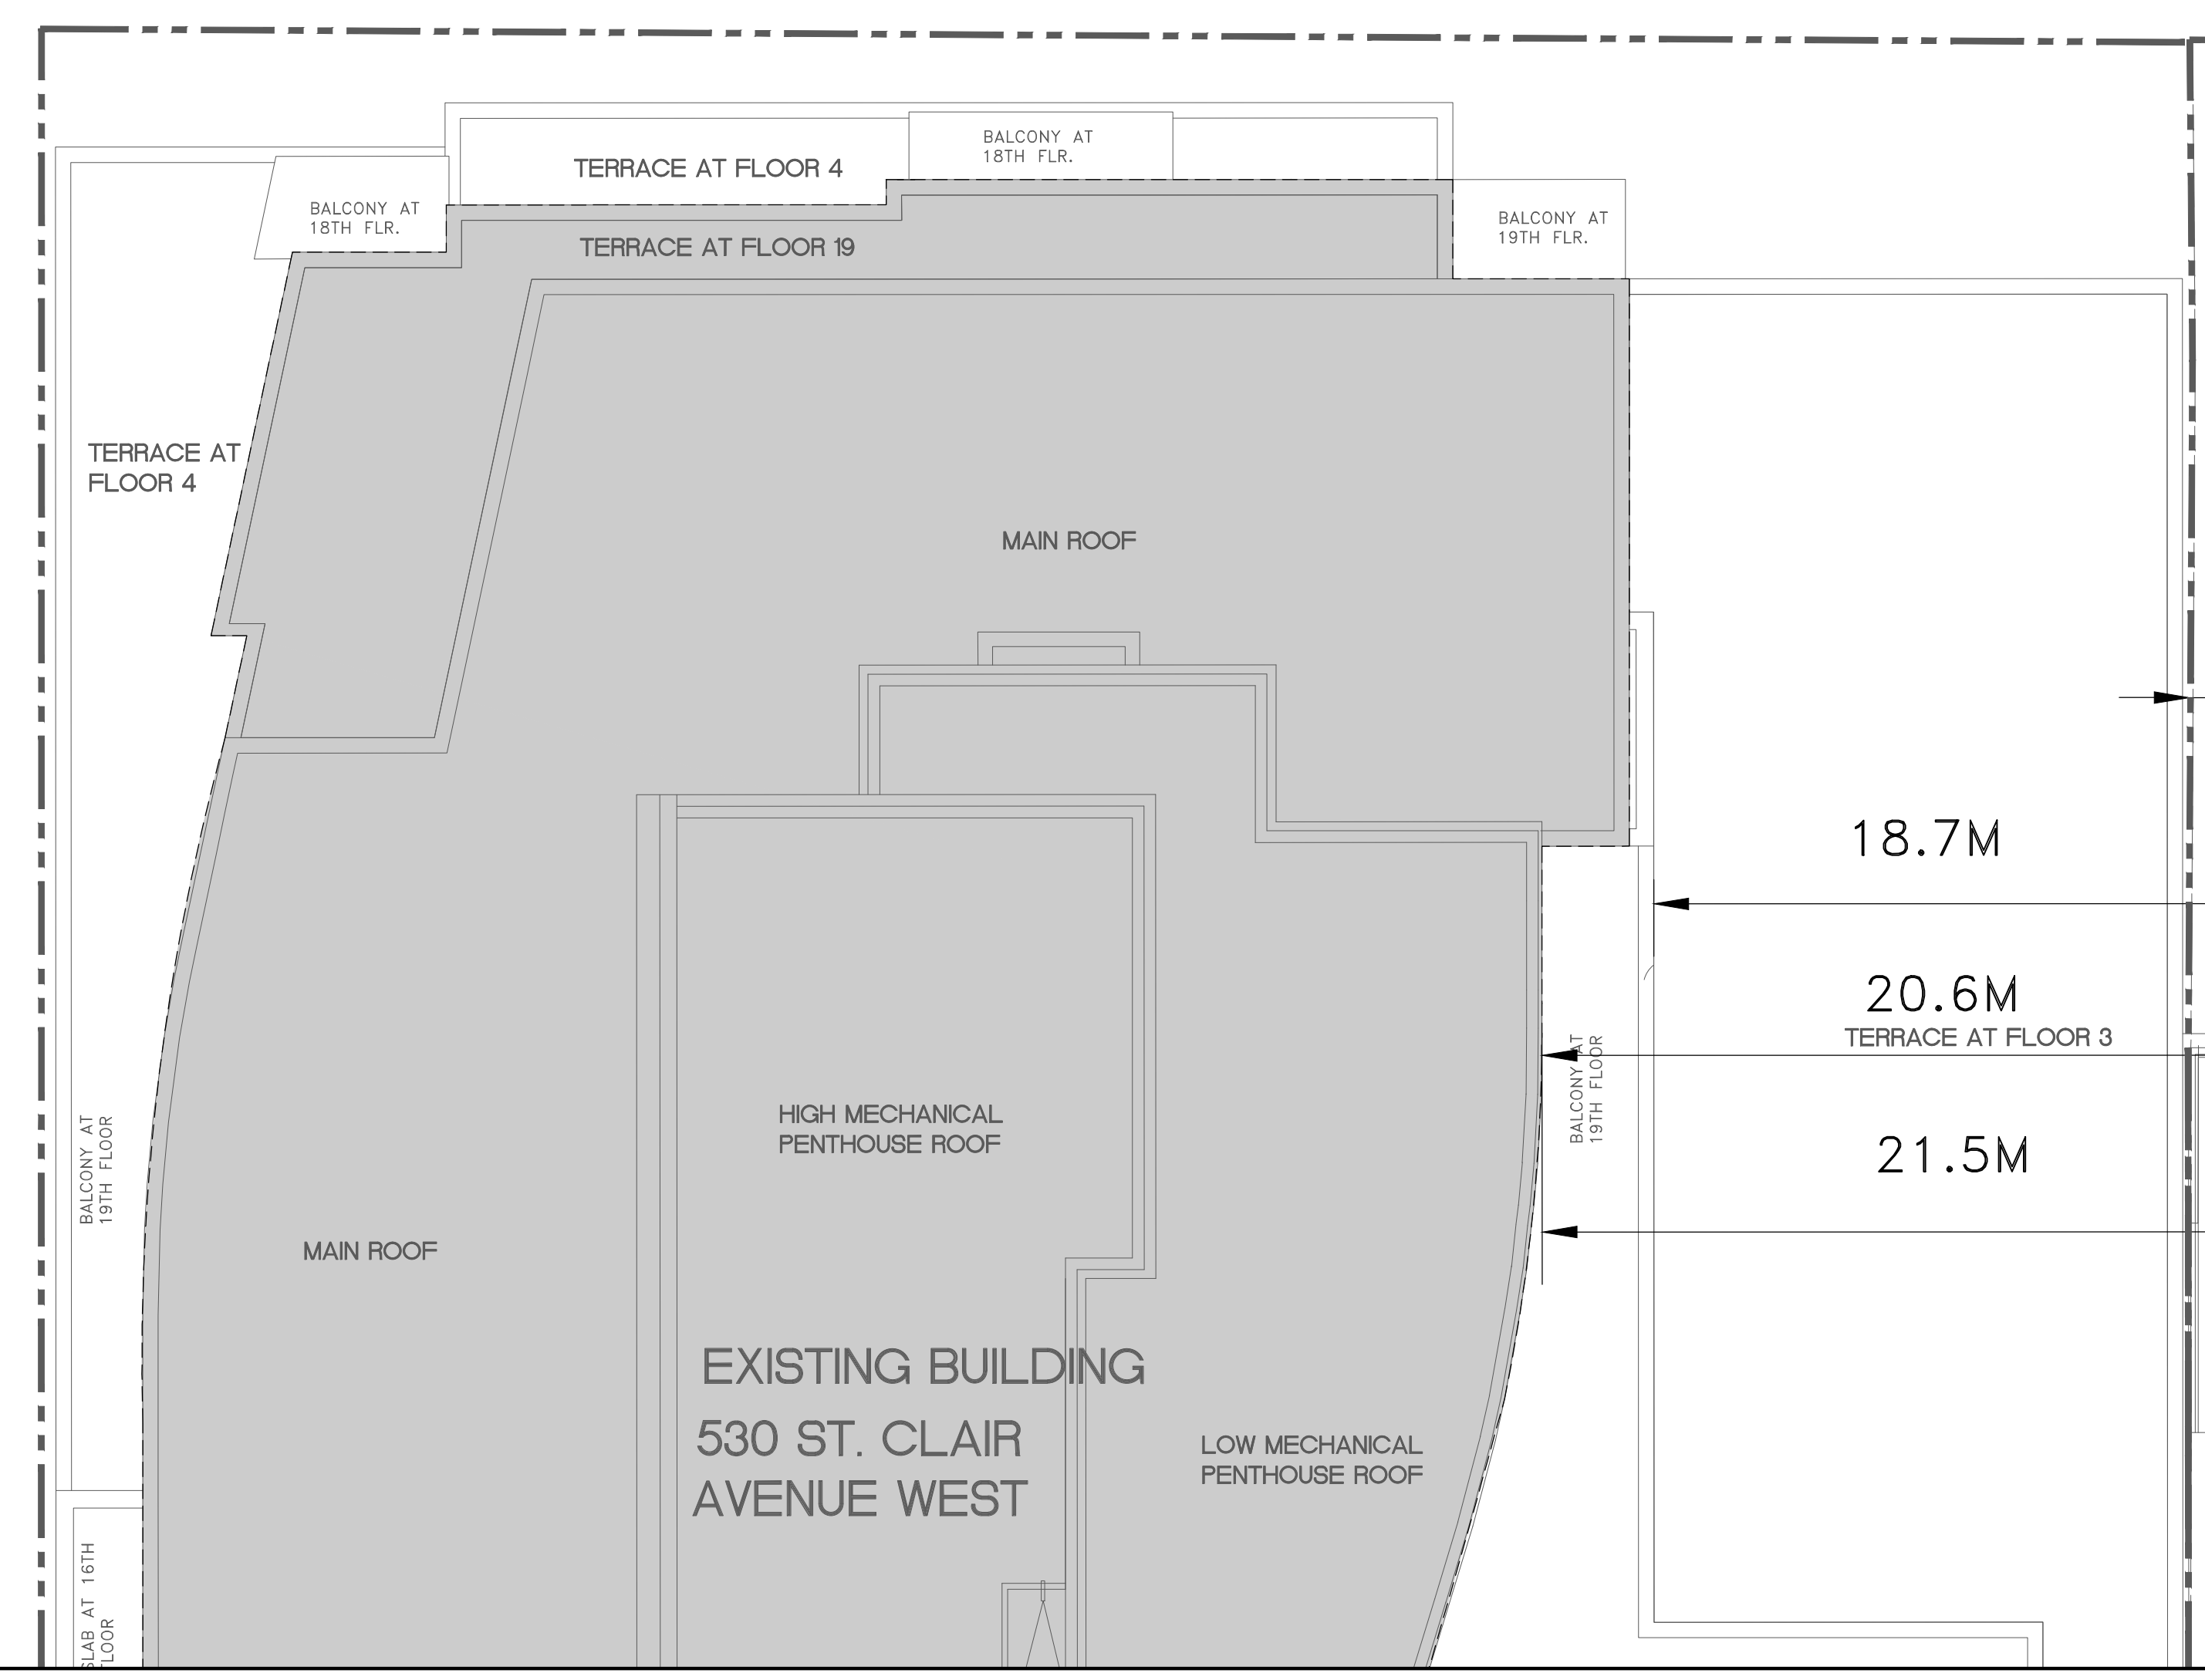 BALCONY AT
18TH FLR.
TERRACE AT FLOOR 4
BALCONY AT
18TH FLR.
BALCONY AT
19TH FLR.
TERRACE AT FLOOR 19
TERRACE AT
FLOOR 4
MAIN ROOF
18.7M
20.6M
TERRACE AT FLOOR 3
BALCONY AT
19TH FLOOR
21.5M
HIGH MECHANICAL
PENTHOUSE ROOF
BALCONY AT
19TH FLOOR
MAIN ROOF
EXISTING BUILDING
530 ST. CLAIR
AVENUE WEST
LOW MECHANICAL
PENTHOUSE ROOF
SLAB AT 16TH
FLOOR